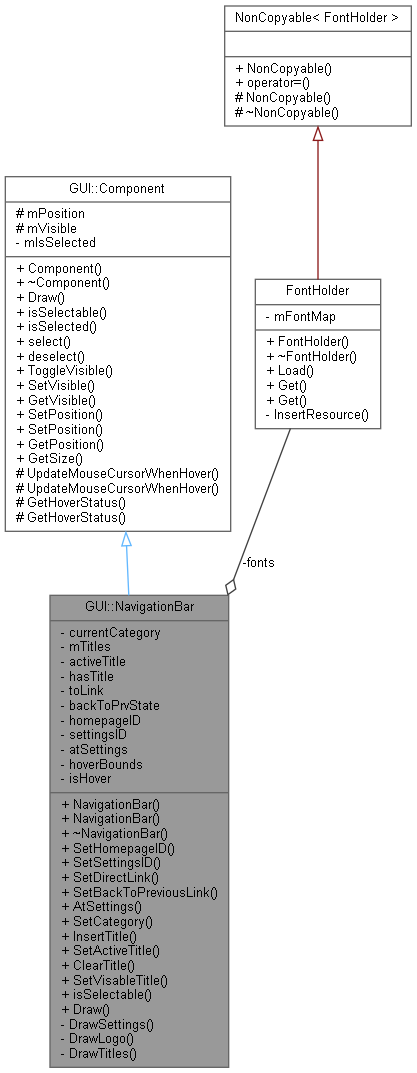 NonCopyable< FontHolder >
+ NonCopyable()
+ operator=()
# NonCopyable()
# ~NonCopyable()
GUI::Component
# mPosition
# mVisible
- mIsSelected
+ Component()
+ ~Component()
+ Draw()
+ isSelectable()
+ isSelected()
+ select()
+ deselect()
+ ToggleVisible()
+ SetVisible()
+ GetVisible()
+ SetPosition()
+ SetPosition()
+ GetPosition()
+ GetSize()
# UpdateMouseCursorWhenHover()
# UpdateMouseCursorWhenHover()
# GetHoverStatus()
# GetHoverStatus()
FontHolder
- mFontMap
+ FontHolder()
+ ~FontHolder()
+ Load()
+ Get()
+ Get()
- InsertResource()
-fonts
GUI::NavigationBar
- currentCategory
- mTitles
- activeTitle
- hasTitle
- toLink
- backToPrvState
- homepageID
- settingsID
- atSettings
- hoverBounds
- isHover
+ NavigationBar()
+ NavigationBar()
+ ~NavigationBar()
+ SetHomepageID()
+ SetSettingsID()
+ SetDirectLink()
+ SetBackToPreviousLink()
+ AtSettings()
+ SetCategory()
+ InsertTitle()
+ SetActiveTitle()
+ ClearTitle()
+ SetVisableTitle()
+ isSelectable()
+ Draw()
- DrawSettings()
- DrawLogo()
- DrawTitles()